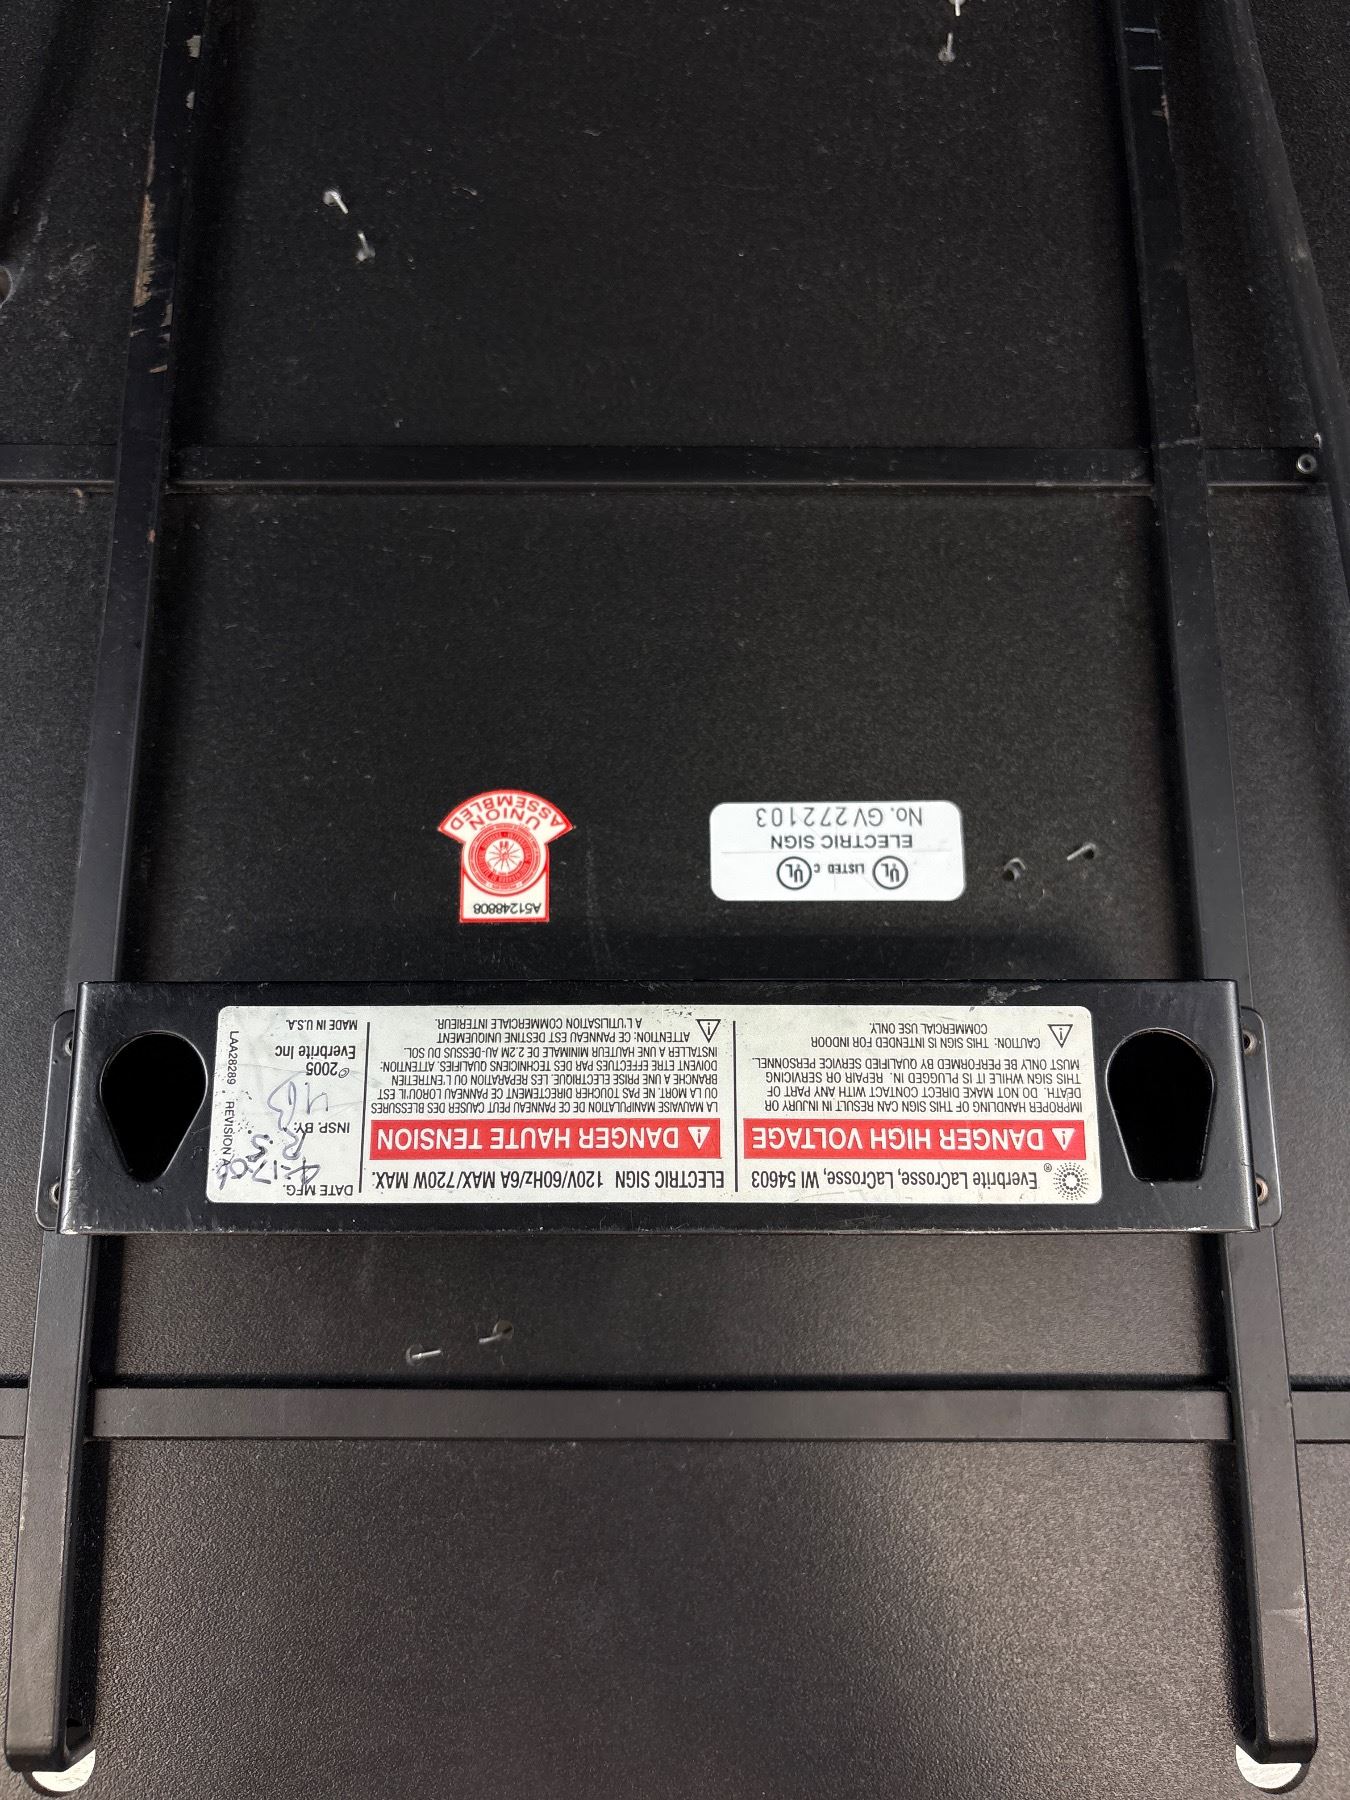 Everbrite LaCrosse, LaCrosse, WI 54603
DANGER HIGH VOLTAGE
IMPROPER HANDLING OF THIS SIGN CAN RESULT IN INJURY OR
DEATH. DO NOT MAKE DIRECT CONTACT WITH ANY PART OF
THIS SIGN WHILE IT IS PLUGGED IN. REPAIR OR SERVICING
MUST ONLY BE PERFORMED BY QUALIFIED SERVICE PERSONNEL
CAUTION: THIS SIGN IS INTENDED FOR INDOOR
COMMERCIAL USE ONLY.
ELECTRIC SIGN 120V/60Hz/6A MAX/720W MAX.
DANGER HAUTE TENSION
LA MAUVAISE MANIPULATION DE CE PANNEAU PEUT CAUSER DES BLESSURES
OU LA MORT. NE PAS TOUCHER DIRECTEMENT CE PANNEAU LORQU'IL EST
BRANCHE A UNE PRISE ELECTRIQUE. LES REPARATION OU L'ENTRETIEN
DOIVENT ETRE EFFECTUES PAR DES TECHNICIENS QUALIFIES. ATTENTION:
INSTALLER A UNE HAUTEUR MINIMALE DE 2.2M AU-DESSUS DU SOL.
ATTENTION: CE PANNEAU EST DESTINE UNIQUEMENT
A L'UTILISATION COMMERCIALE INTERIEUR.
DATE MFG.
4-17-06
INSP. BY: R.S.
©2005
Everbrite Inc
MADE IN U.S.A.
LAA28289 REVISION
UL LISTED C UL
ELECTRIC SIGN
No. GV272103
A51248808
UNION
ASSEMBLED